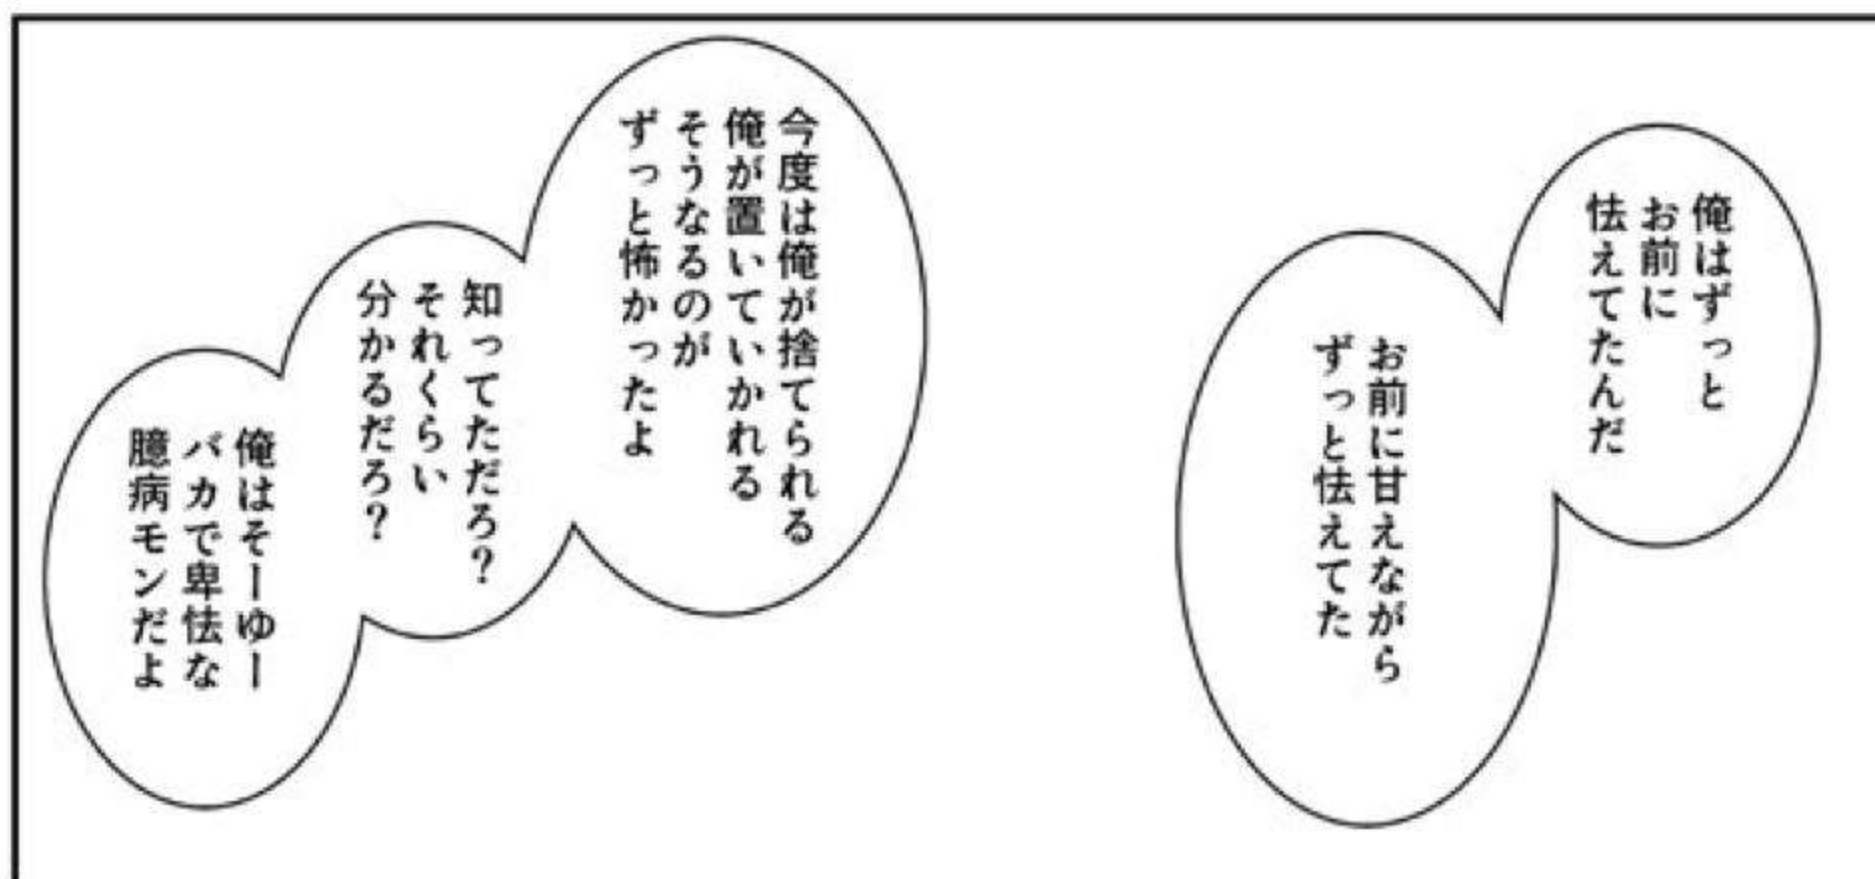 俺はずっと
お前に
怯えてたんだ
お前に甘えながら
ずっと怯えてた
今度は俺が捨てられる
俺が置いていかれる
そうなるのが
ずっと怖かったよ
知ってただろ？
それくらい
分かるだろ？
俺はそーゆー
バカで卑怯な
臆病モンだよ